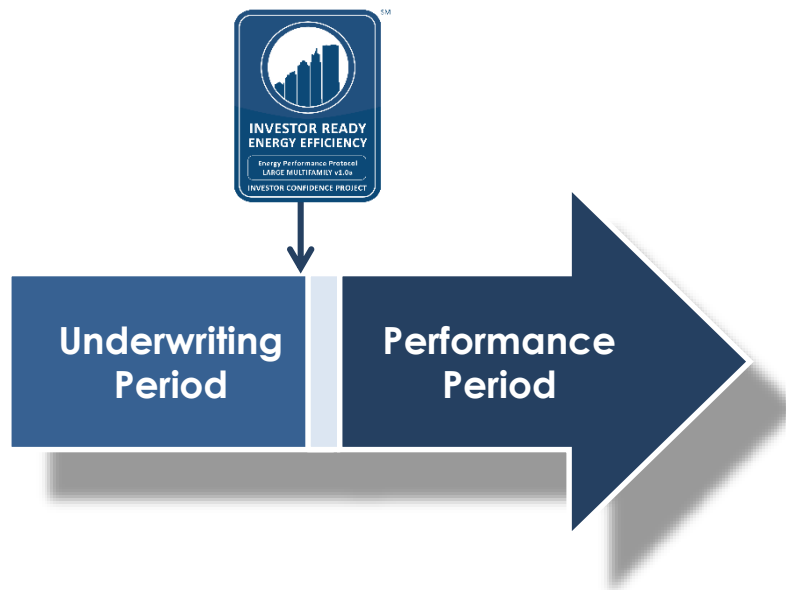 SM
INVESTOR READY
ENERGY EFFICIENCY
Energy Performance Protocol
LARGE MULTIFAMILY v1.0a
INVESTOR CONFIDENCE PROJECT
Underwriting
Period
Performance
Period